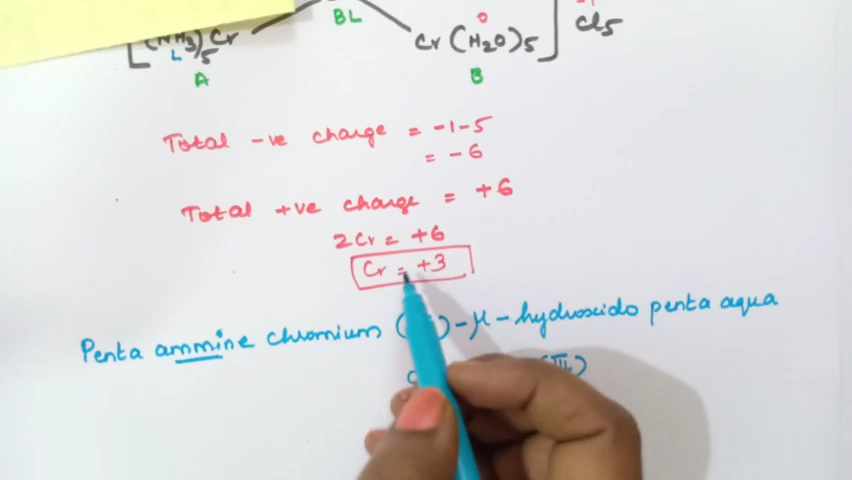 BL
[(NH3)5 Cr Cr (H2O)5] Cl5
L O
A B
Total -ve charge = -1-5
= -6
Total +ve charge = +6
2Cr = +6
Cr = +3
Penta ammine chromium ( ) - μ - hydroxido penta aqua
(III)